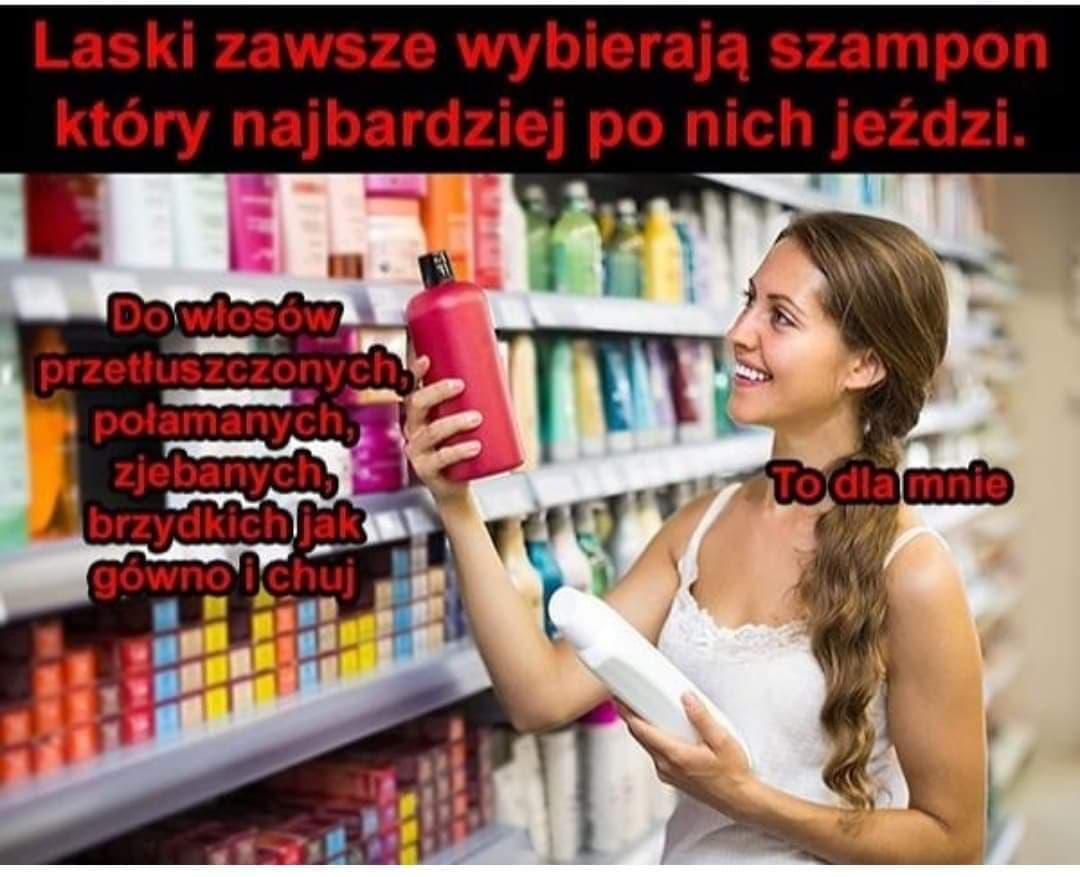 Laski zawsze wybierają szampon
który najbardziej po nich jeździ.
Do włosów
przetłuszczonych,
połamanych,
zjebanych,
brzydkich jak
gówno i chuj
To dla mnie